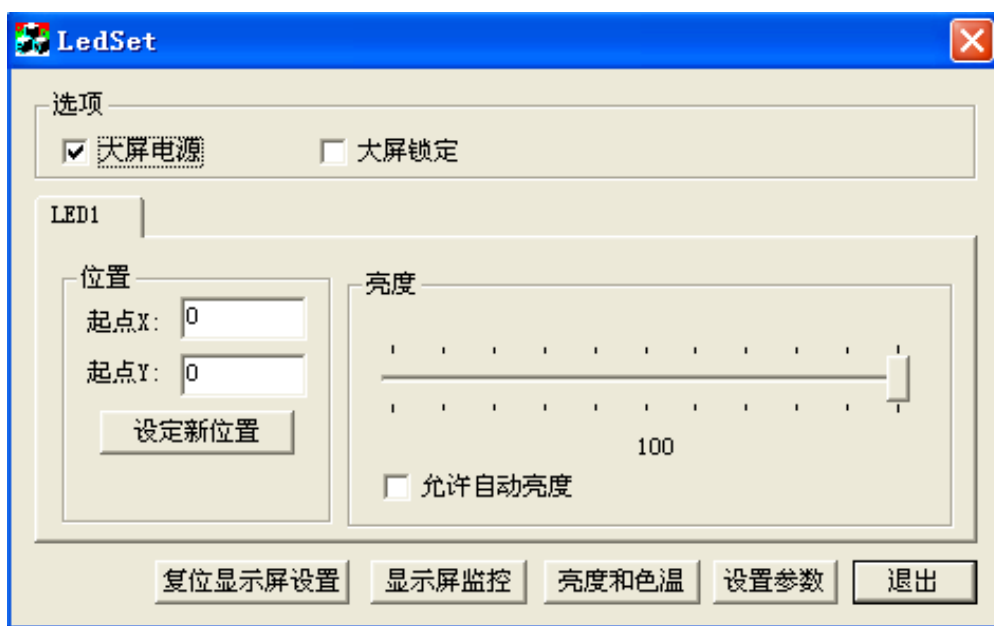 LedSet
选项
大屏电源 大屏锁定
LED1
位置
起点X: 0
起点Y: 0
设定新位置
亮度
100
允许自动亮度
复位显示屏设置 显示屏监控 亮度和色温 设置参数 退出